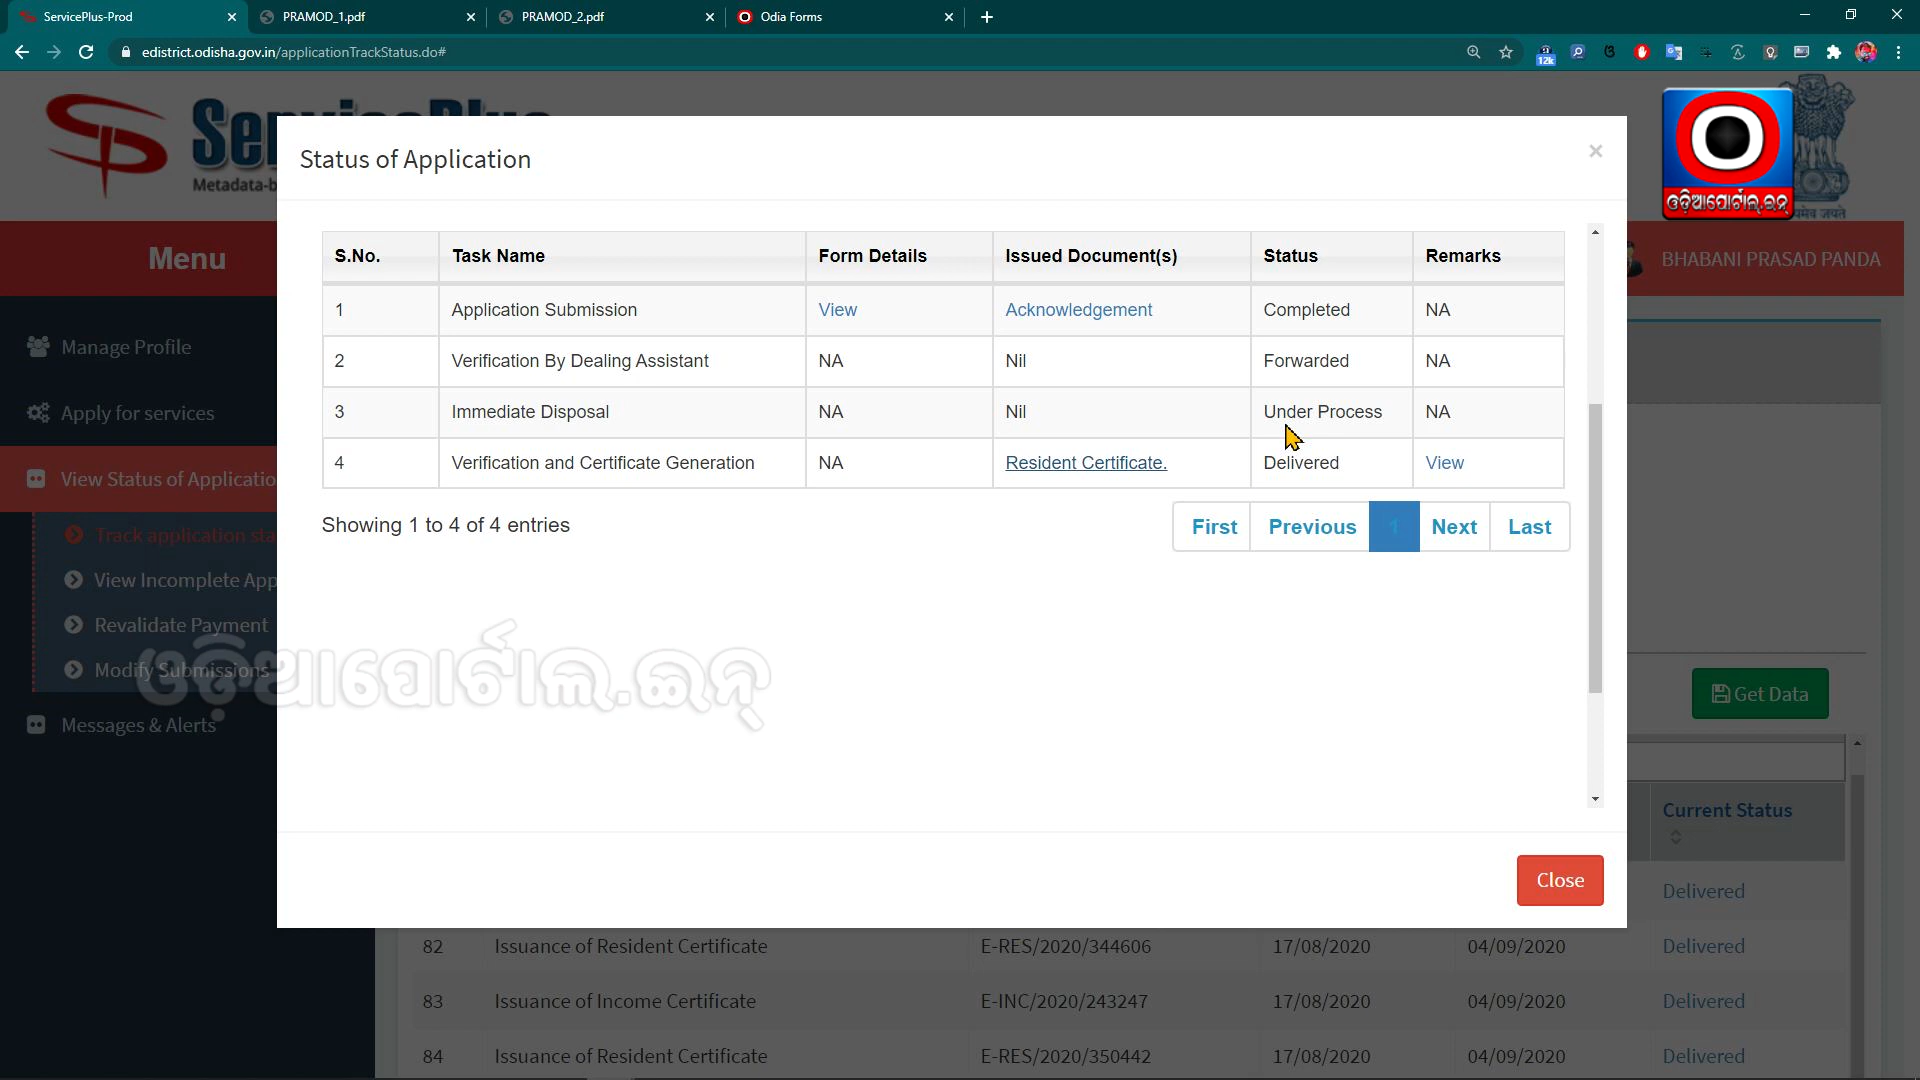 ServicePlus-Prod
PRAMOD_1.pdf
PRAMOD_2.pdf
Odia Forms
edistrict.odisha.gov.in/applicationTrackStatus.do#
12k
Metadata-b
ଓଡ଼ିଆପୋର୍ଟାଲ୍.ଇନ୍
Menu
BHABANI PRASAD PANDA
Manage Profile
Apply for services
View Status of Applicatio
Track application sta
View Incomplete App
Revalidate Payment
Modify Submissions
Messages & Alerts
Status of Application
×
S.No. Task Name Form Details Issued Document(s) Status Remarks
1 Application Submission View Acknowledgement Completed NA
2 Verification By Dealing Assistant NA Nil Forwarded NA
3 Immediate Disposal NA Nil Under Process NA
4 Verification and Certificate Generation NA Resident Certificate. Delivered View
Showing 1 to 4 of 4 entries
First Previous 1 Next Last
ଓଡ଼ିଆପୋର୍ଟାଲ୍.ଇନ୍
Get Data
Close
Current Status
Delivered
82 Issuance of Resident Certificate E-RES/2020/344606 17/08/2020 04/09/2020 Delivered
83 Issuance of Income Certificate E-INC/2020/243247 17/08/2020 04/09/2020 Delivered
84 Issuance of Resident Certificate E-RES/2020/350442 17/08/2020 04/09/2020 Delivered